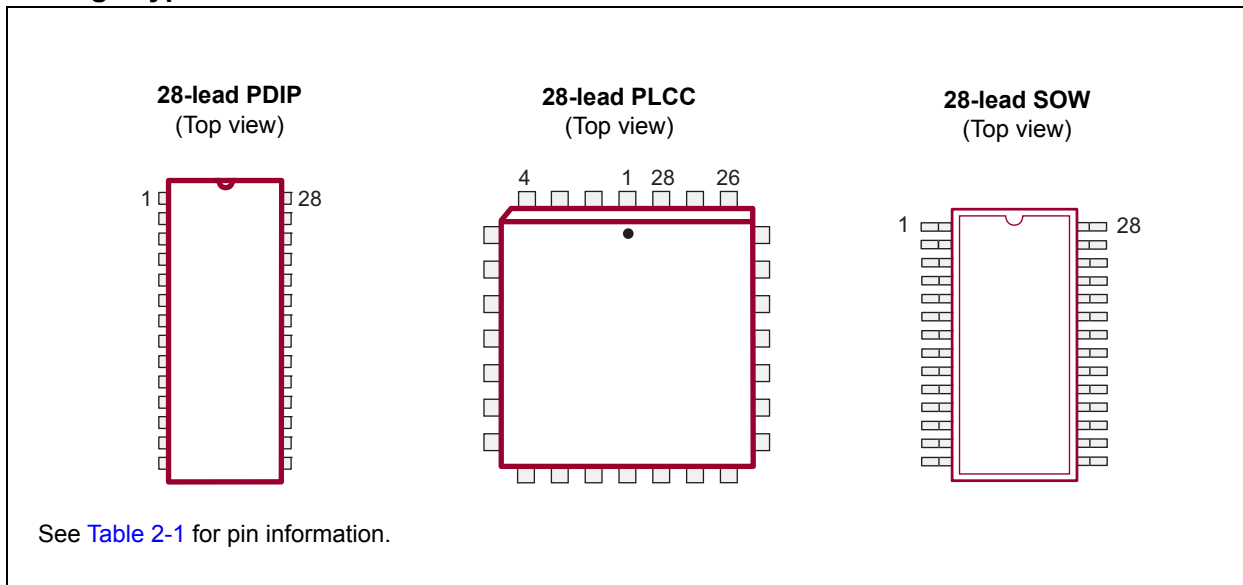 28-lead PDIP
(Top view)
28-lead PLCC
(Top view)
28-lead SOW
(Top view)
1
28
4
1
28
26
1
28
See Table 2-1 for pin information.